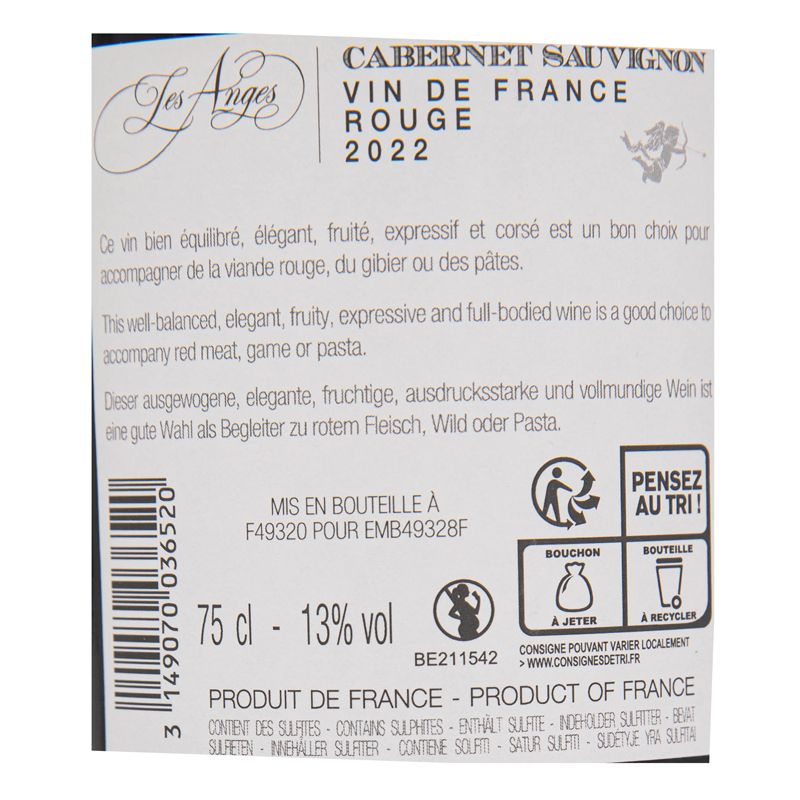 Les Anges
CABERNET SAUVIGNON
VIN DE FRANCE
ROUGE
2022
Ce vin bien équilibré, élégant, fruité, expressif et corsé est un bon choix pour
accompagner de la viande rouge, du gibier ou des pâtes.
This well-balanced, elegant, fruity, expressive and full-bodied wine is a good choice to
accompany red meat, game or pasta.
Dieser ausgewogene, elegante, fruchtige, ausdrucksstarke und vollmundige Wein ist
eine gute Wahl als Begleiter zu rotem Fleisch, Wild oder Pasta.
3 149070 036520
MIS EN BOUTEILLE À
F49320 POUR EMB49328F
75 cl - 13% vol
BE211542
PENSEZ
AU TRI !
BOUCHON
À JETER
BOUTEILLE
À RECYCLER
CONSIGNE POUVANT VARIER LOCALEMENT
> WWW.CONSIGNESDETRI.FR
PRODUIT DE FRANCE - PRODUCT OF FRANCE
CONTIENT DES SULFITES - CONTAINS SULPHITES - ENTHÄLT SULFITE - INDEHOLDER SULFITTER - BEVAT
SULFIETEN - INNEHÅLLER SULFITER - CONTIENE SOLFITI - SATUR SULFITI - SUDĖTYJE YRA SULFITAI